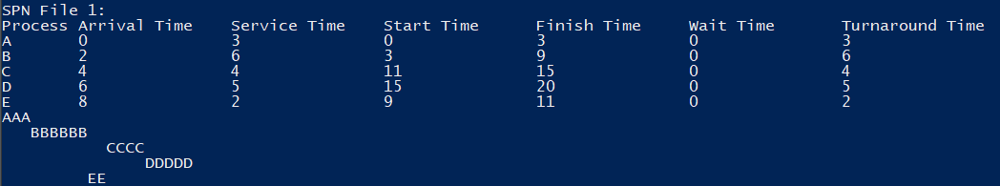 SPN File 1:
Process Arrival Time    Service Time    Start Time      Finish Time     Wait Time       Turnaround Time
A       0               3               0               3               0               3
B       2               6               3               9               0               6
C       4               4               11              15              0               4
D       6               5               15              20              0               5
E       8               2               9               11              0               2
AAA
   BBBBBB
           CCCC
               DDDDD
         EE